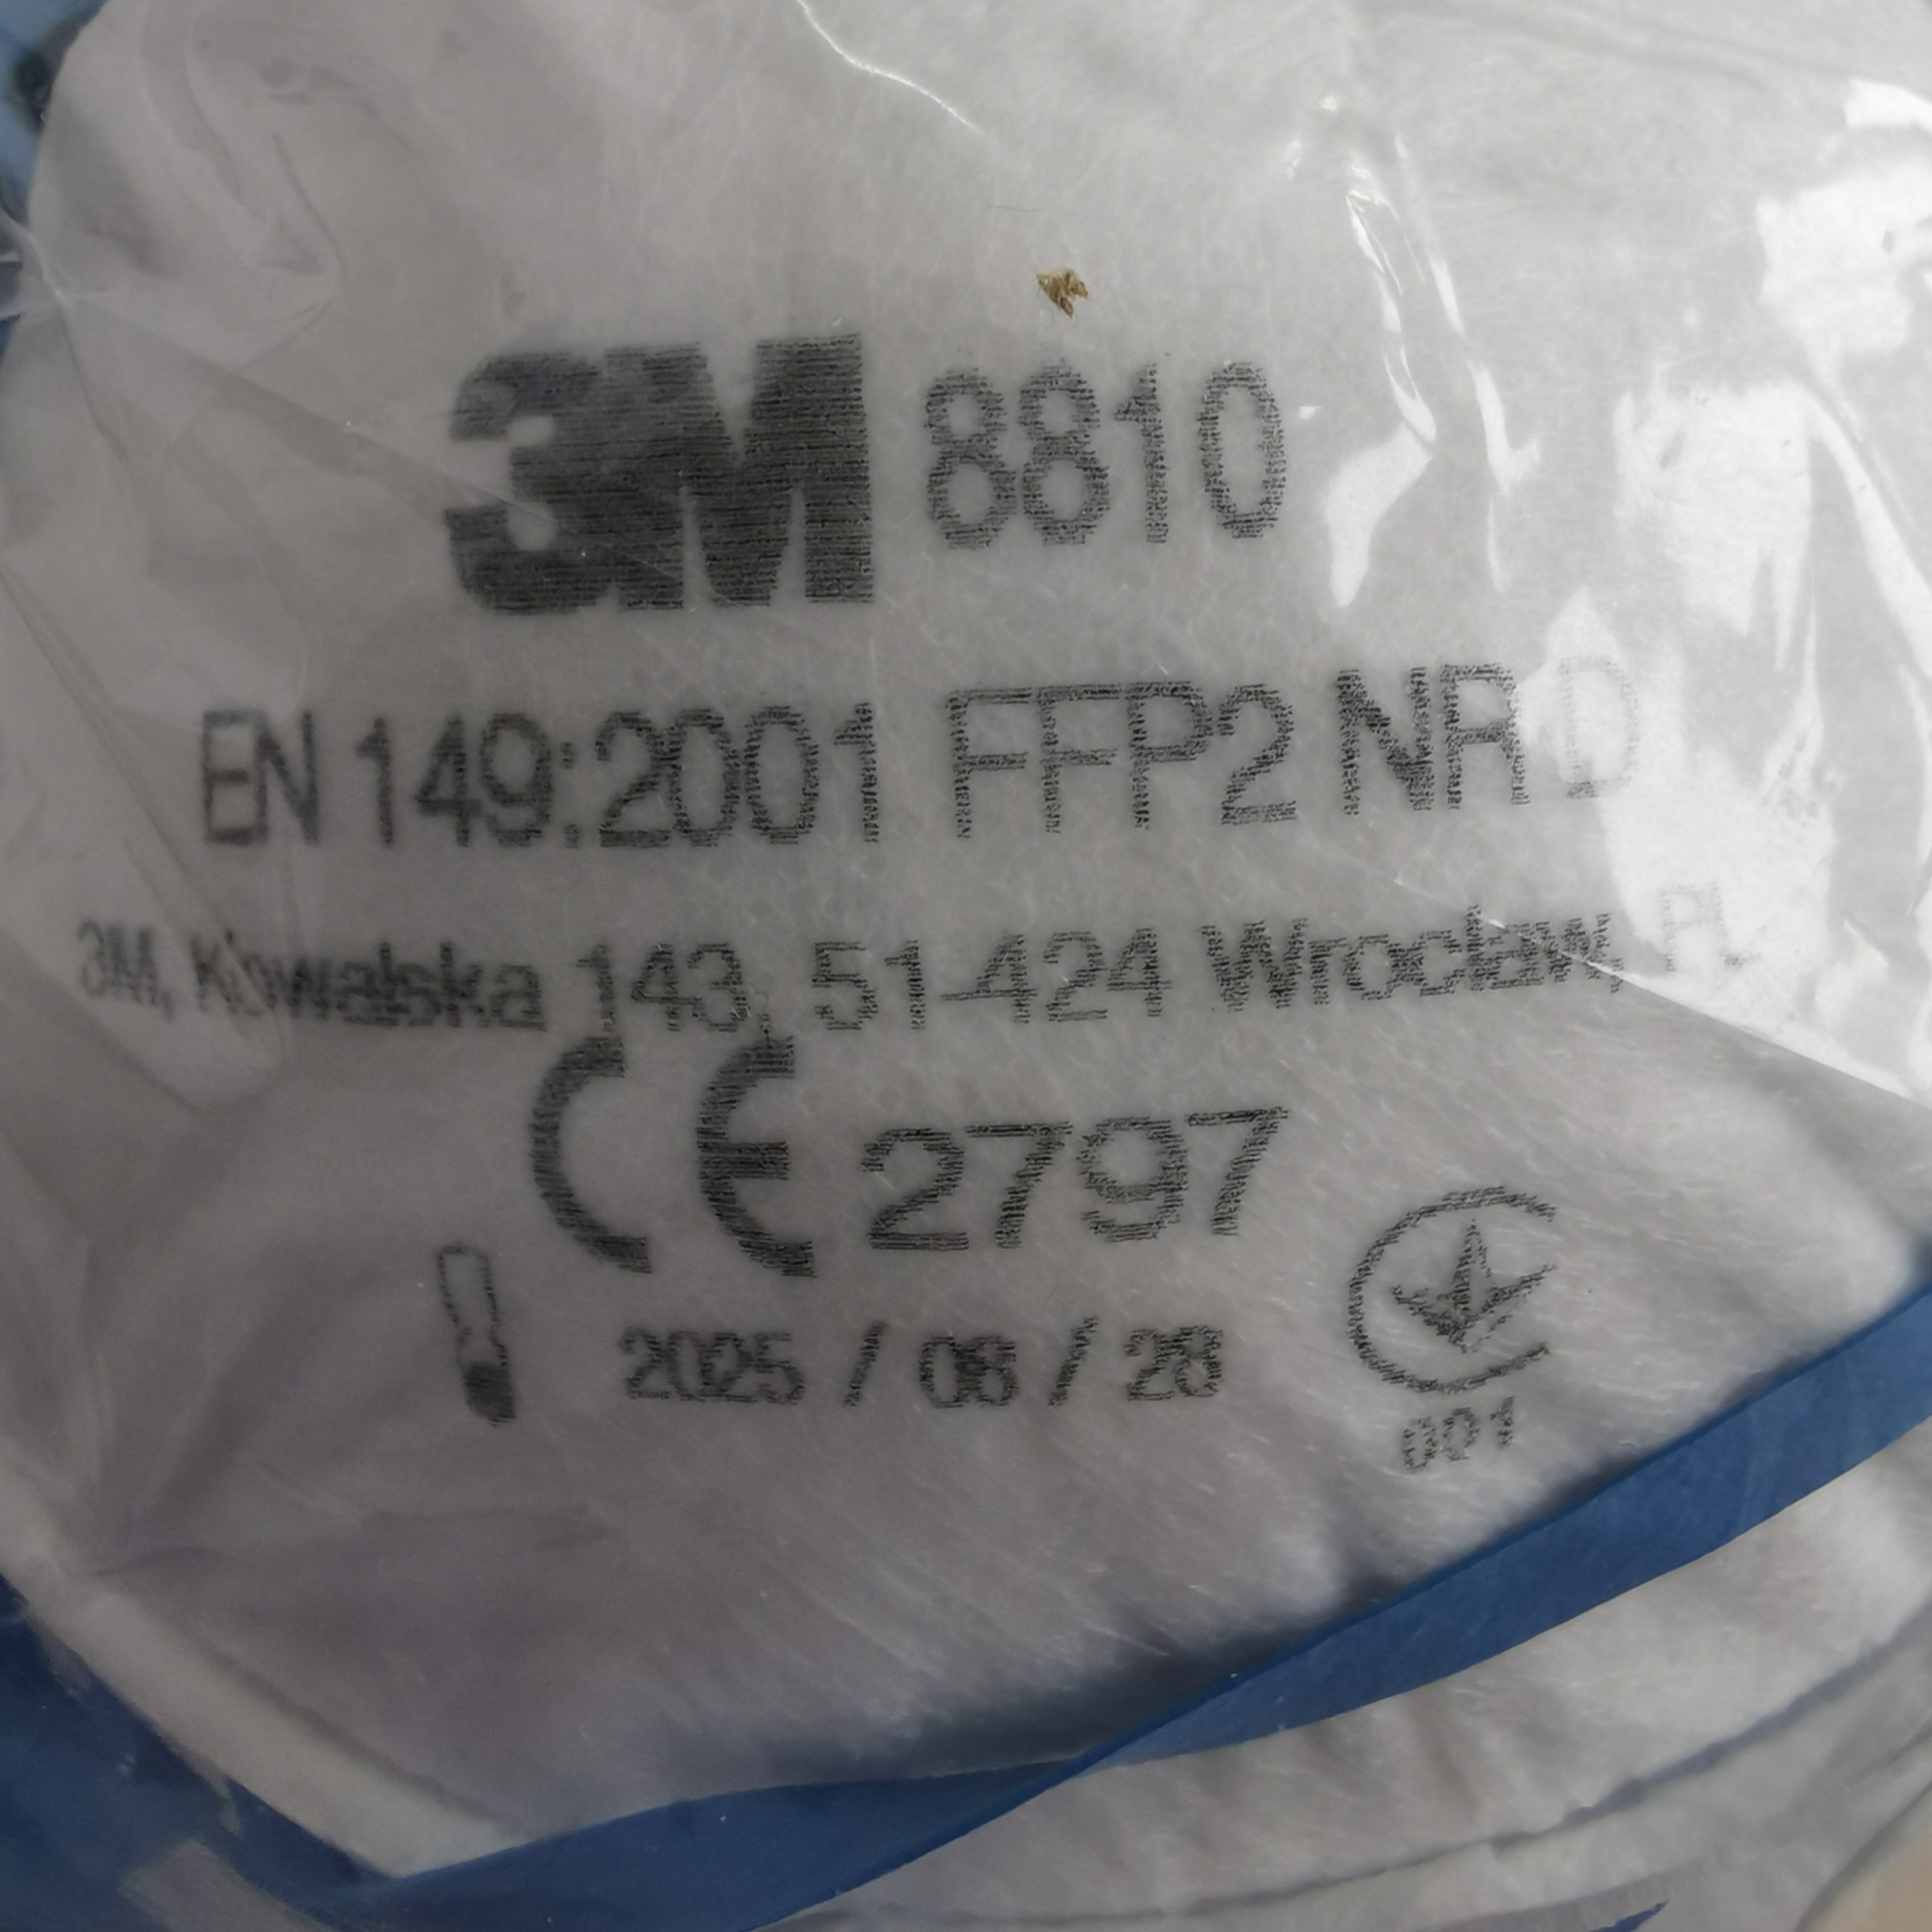 3M 8810
EN 149:2001 FFP2 NR D
3M, Kowalska 143, 51-424 Wrocław, PL
CE 2797
2025 / 08 / 28
001